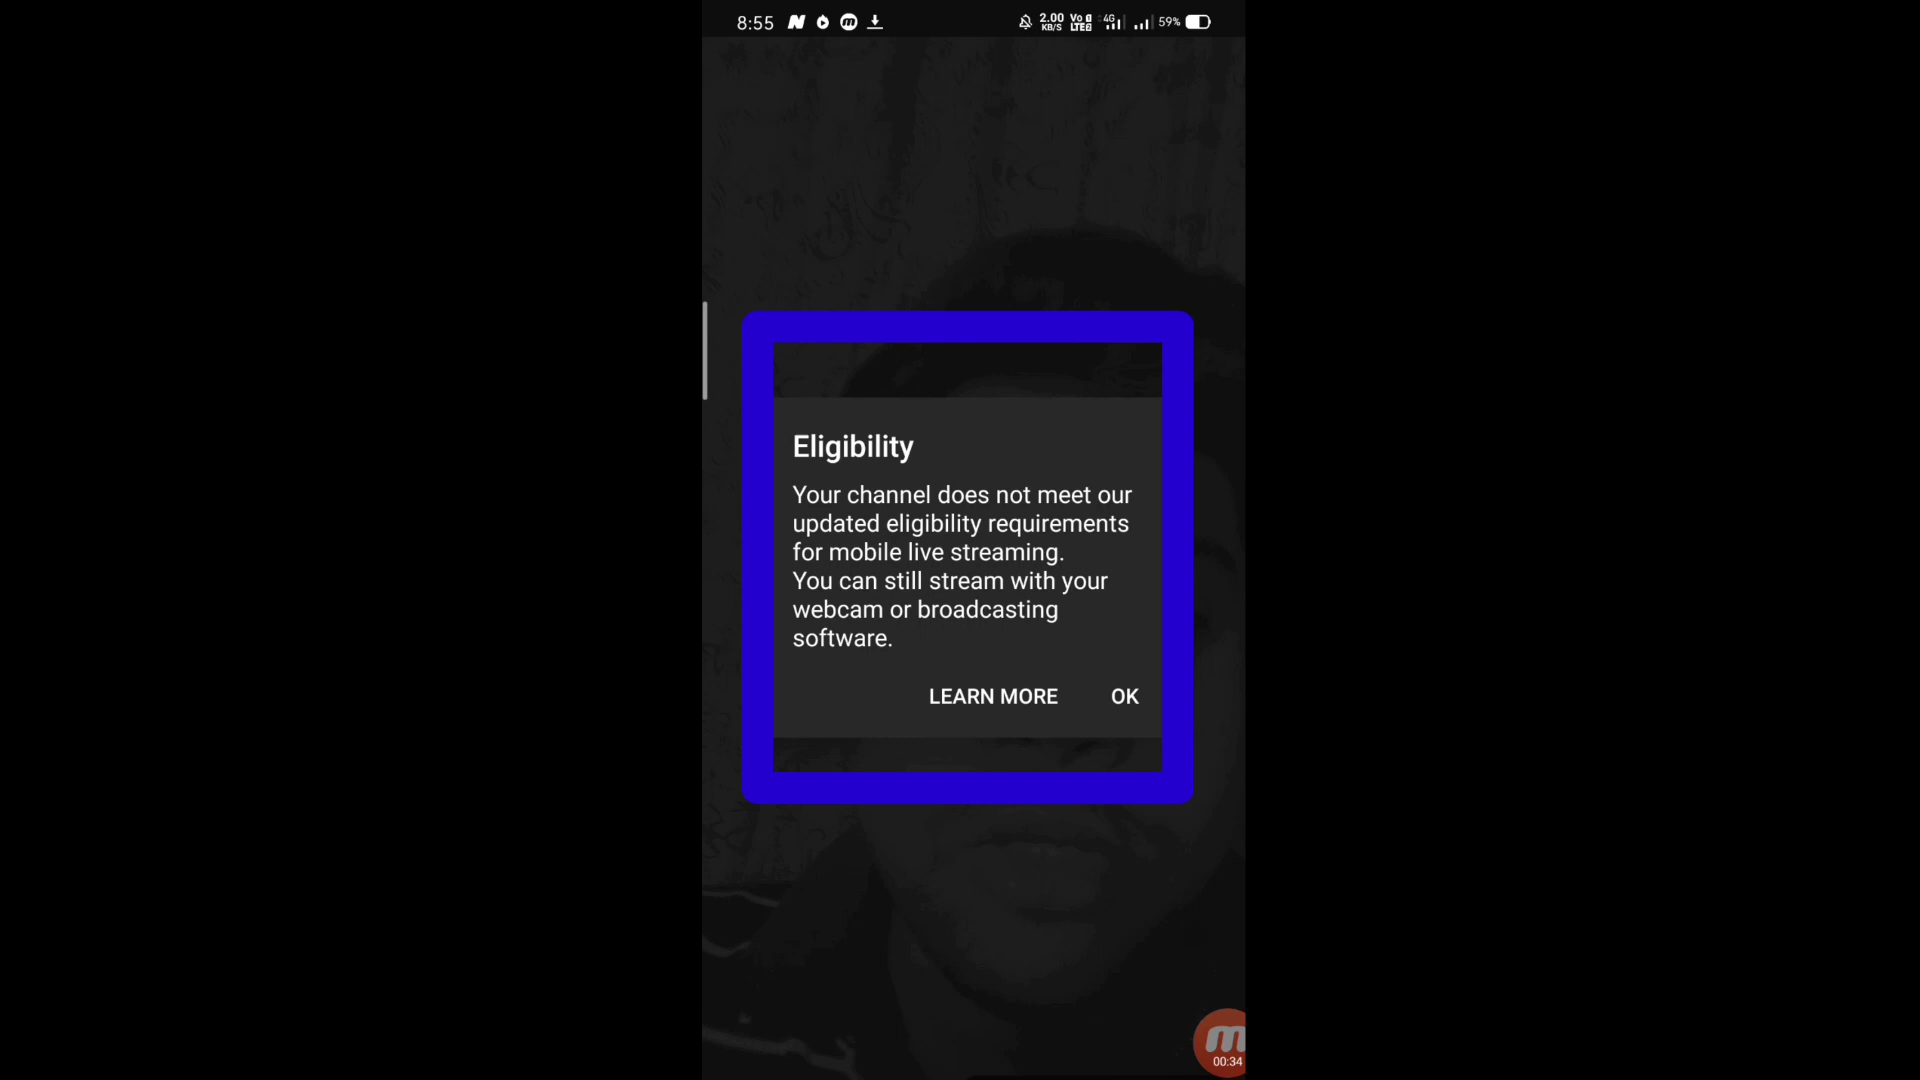 8:55 N m 2.00 KB/S Vo LTE2 4G 59%
Eligibility
Your channel does not meet our
updated eligibility requirements
for mobile live streaming.
You can still stream with your
webcam or broadcasting
software.
LEARN MORE OK
m
00:34